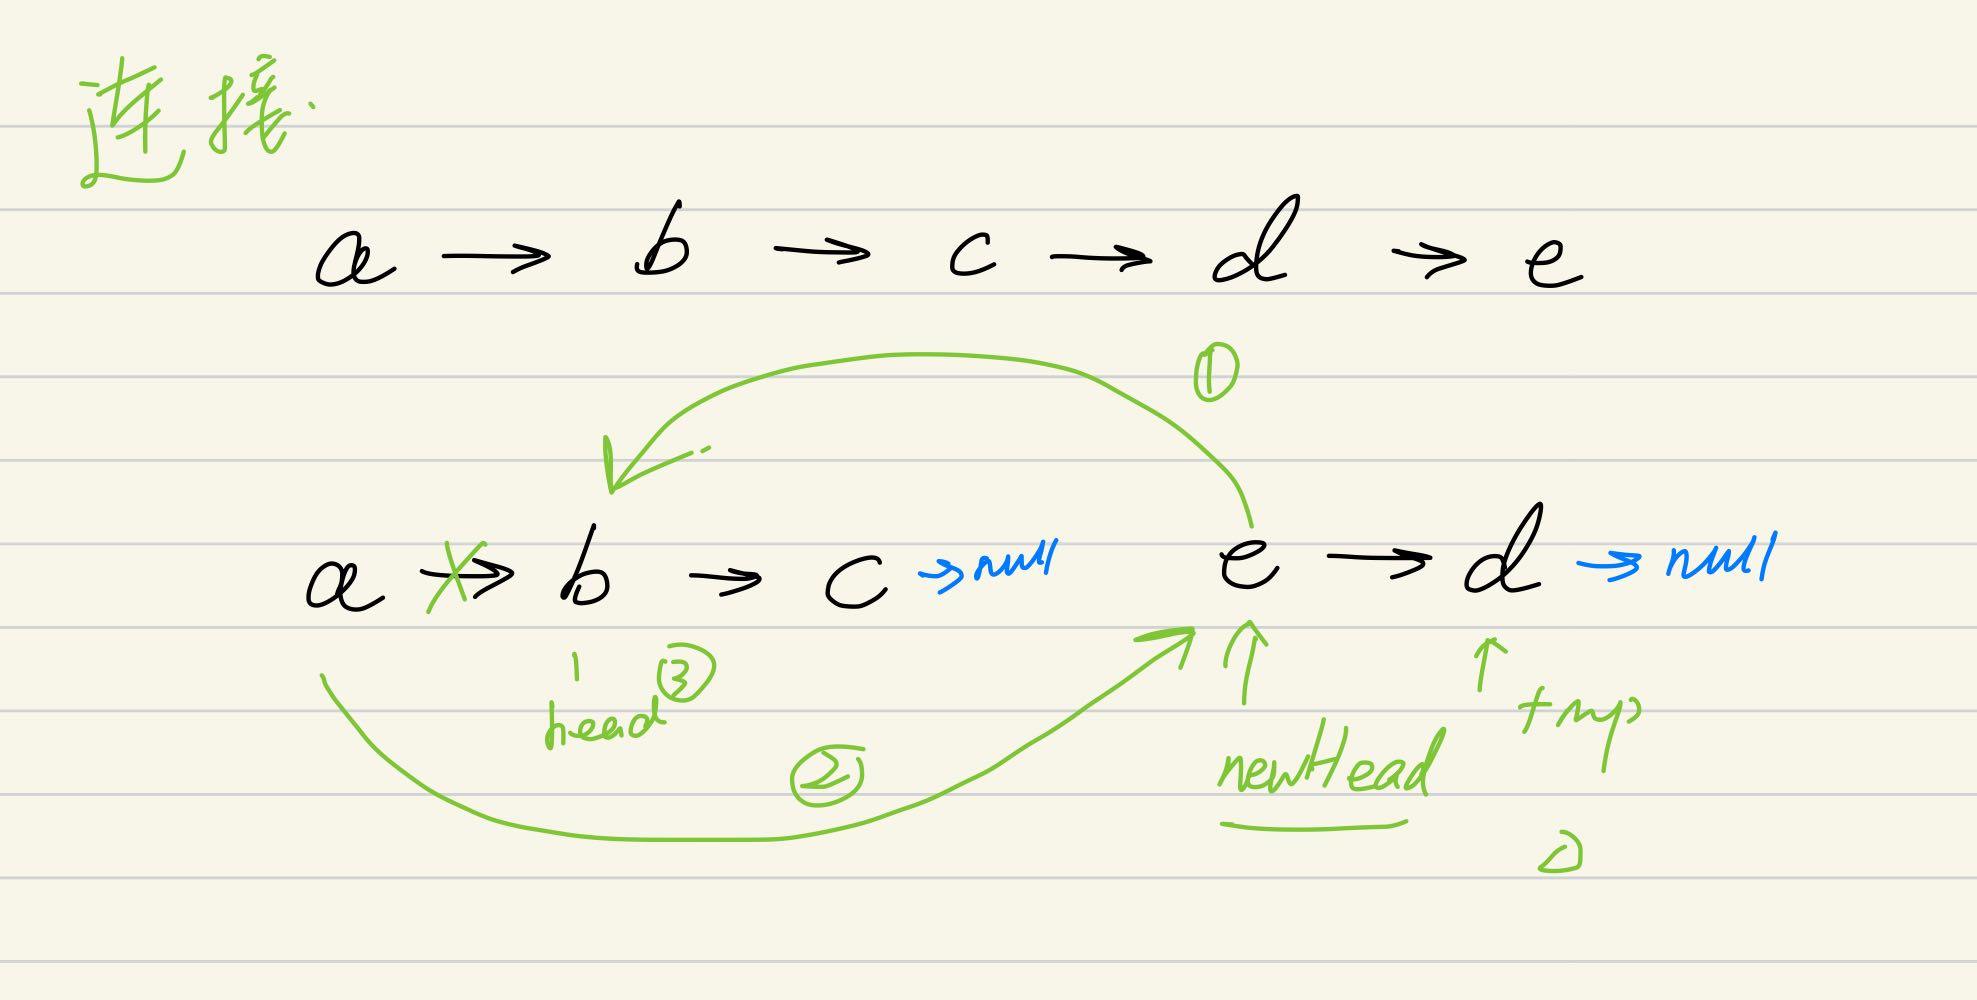 连接
a → b → c → d → e
①
a → b → c → null e → d → null
head ③ tmp
② newHead